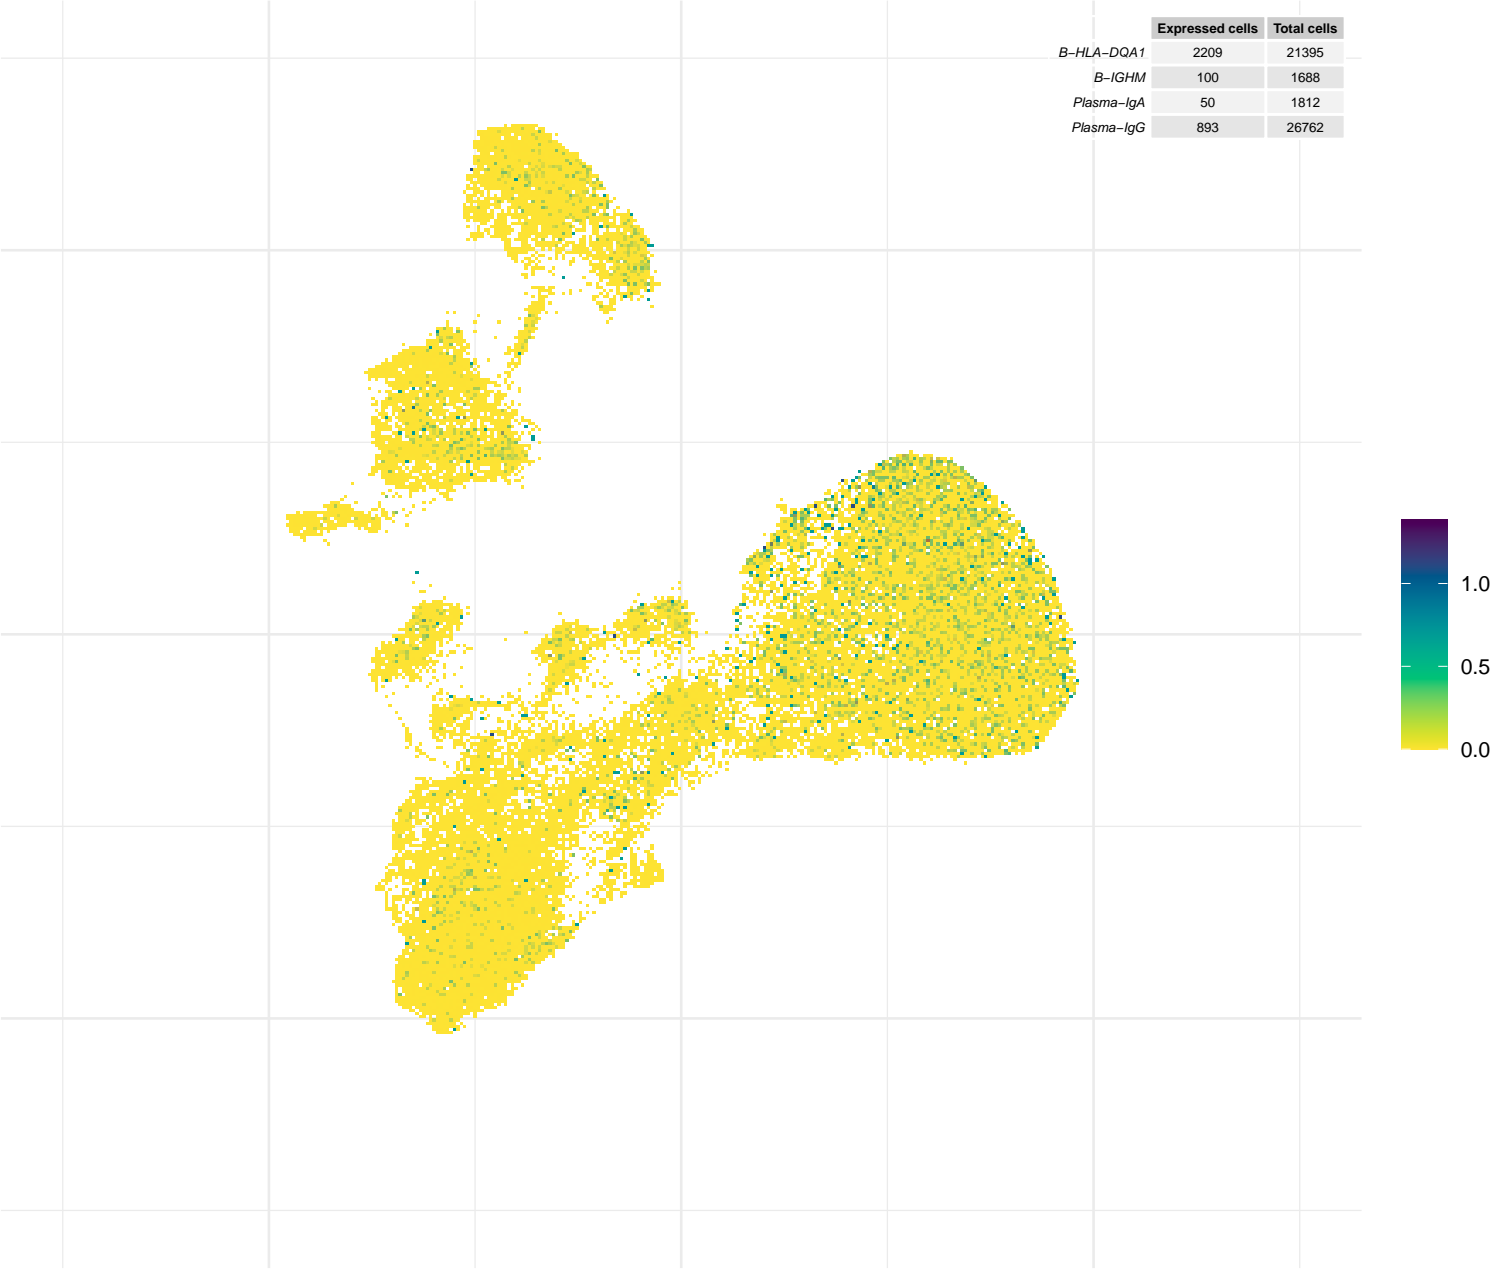 Expressed cells Total cells
B−HLA−DQA1 2209 21395
B−IGHM 100 1688
Plasma−IgA 50 1812
Plasma−IgG 893 26762
1.0
0.5
0.0